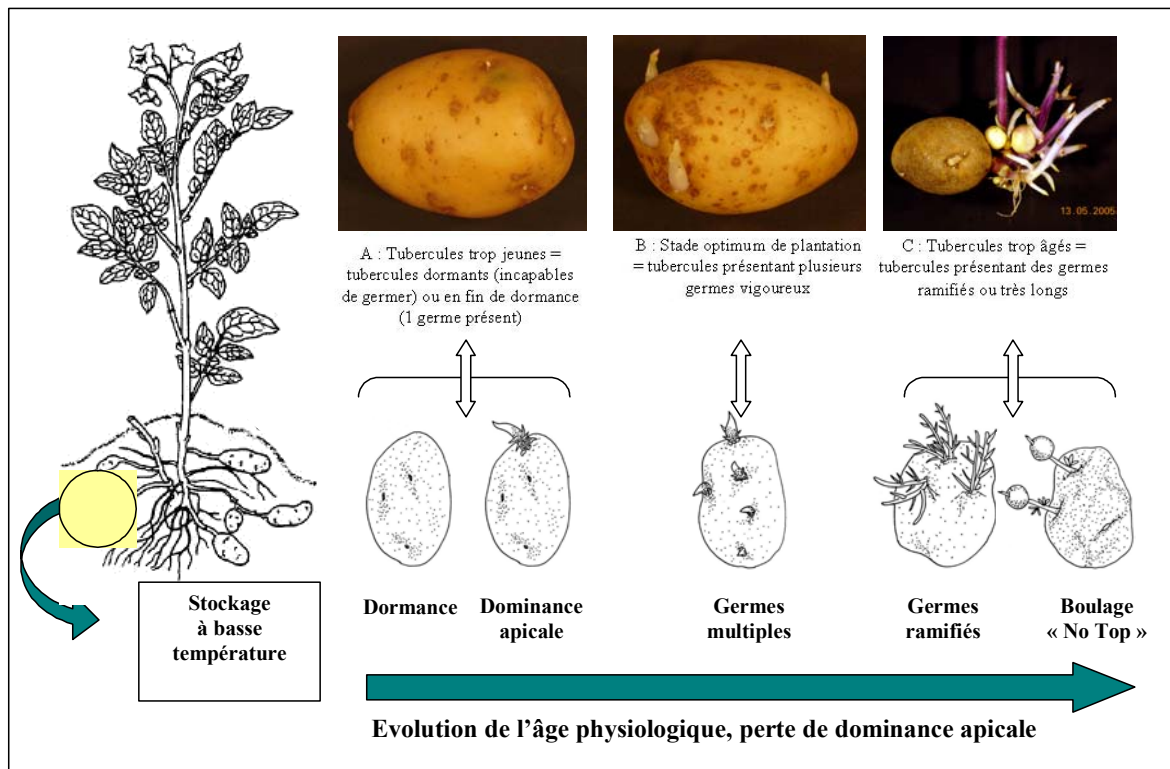 13.05.2005
A : Tubercules trop jeunes =
tubercules dormants (incapables
de germer) ou en fin de dormance
(1 germe présent)
B : Stade optimum de plantation
= tubercules présentant plusieurs
germes vigoureux
C : Tubercules trop âgés =
tubercules présentant des germes
ramifiés ou très longs
Stockage
à basse
température
Dormance
Dominance
apicale
Germes
multiples
Germes
ramifiés
Boulage
« No Top »
Evolution de l'âge physiologique, perte de dominance apicale